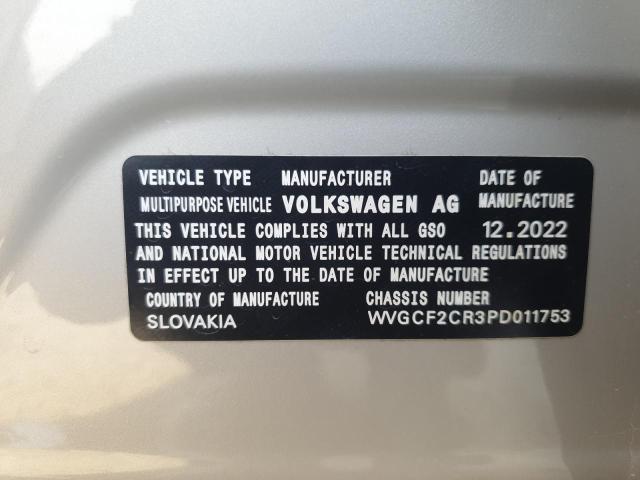 VEHICLE TYPE MANUFACTURER DATE OF
MULTIPURPOSE VEHICLE VOLKSWAGEN AG MANUFACTURE
THIS VEHICLE COMPLIES WITH ALL GSO 12.2022
AND NATIONAL MOTOR VEHICLE TECHNICAL REGULATIONS
IN EFFECT UP TO THE DATE OF MANUFACTURE
COUNTRY OF MANUFACTURE CHASSIS NUMBER
SLOVAKIA WVGCF2CR3PD011753